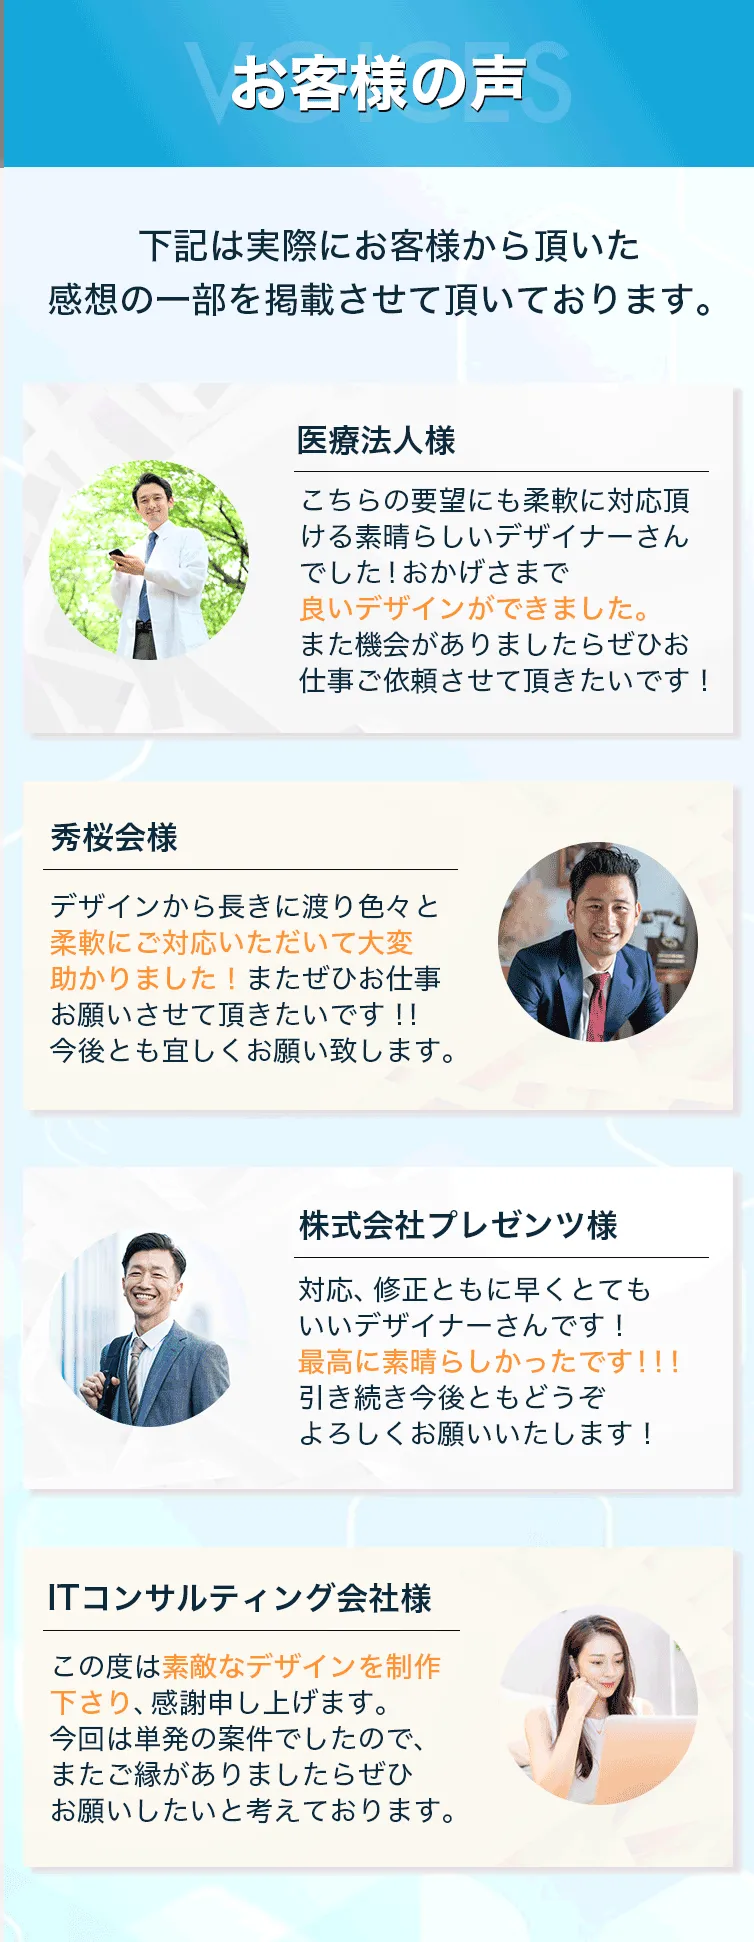 VOICES
お客様の声
下記は実際にお客様から頂いた
感想の一部を掲載させて頂いております。
医療法人様
こちらの要望にも柔軟に対応頂
ける素晴らしいデザイナーさん
でした！おかげさまで
良いデザインができました。
また機会がありましたらぜひお
仕事ご依頼させて頂きたいです！
秀桜会様
デザインから長きに渡り色々と
柔軟にご対応いただいて大変
助かりました！またぜひお仕事
お願いさせて頂きたいです！！
今後とも宜しくお願い致します。
株式会社プレゼンツ様
対応、修正ともに早くとても
いいデザイナーさんです！
最高に素晴らしかったです！！！
引き続き今後ともどうぞ
よろしくお願いいたします！
ITコンサルティング会社様
この度は素敵なデザインを制作
下さり、感謝申し上げます。
今回は単発の案件でしたので、
またご縁がありましたらぜひ
お願いしたいと考えております。